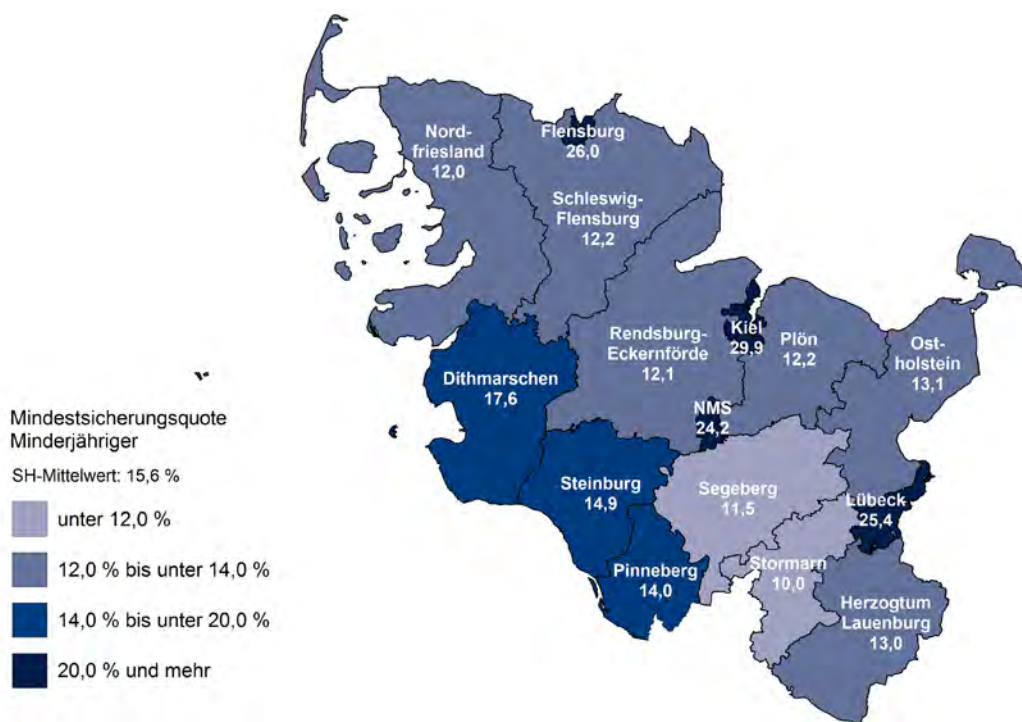 Nord-
friesland
12,0
Flensburg
26,0
Schleswig-
Flensburg
12,2
Rendsburg-
Eckernförde
12,1
Kiel
29,9
Plön
12,2
Ost-
holstein
13,1
Dithmarschen
17,6
NMS
24,2
Steinburg
14,9
Segeberg
11,5
Lübeck
25,4
Pinneberg
14,0
Stormarn
10,0
Herzogtum
Lauenburg
13,0
Mindestsicherungsquote
Minderjähriger
SH-Mittelwert: 15,6 %
unter 12,0 %
12,0 % bis unter 14,0 %
14,0 % bis unter 20,0 %
20,0 % und mehr